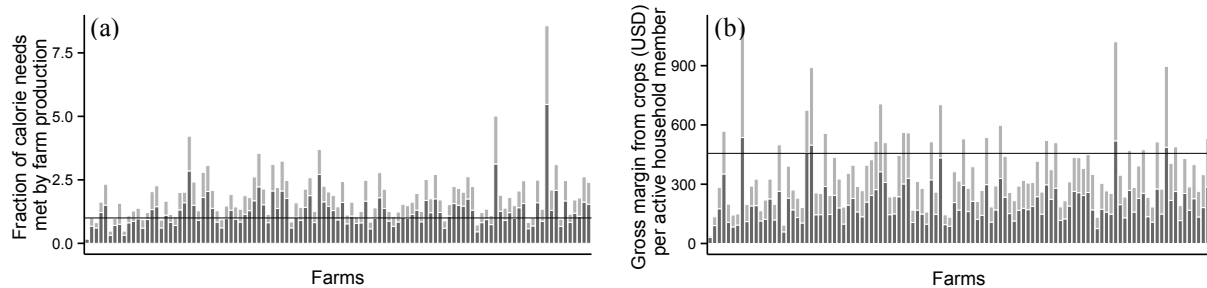 (a)
Fraction of calorie needs
met by farm production
7.5
5.0
2.5
0.0
Farms
(b)
Gross margin from crops (USD)
per active household member
900
600
300
0
Farms